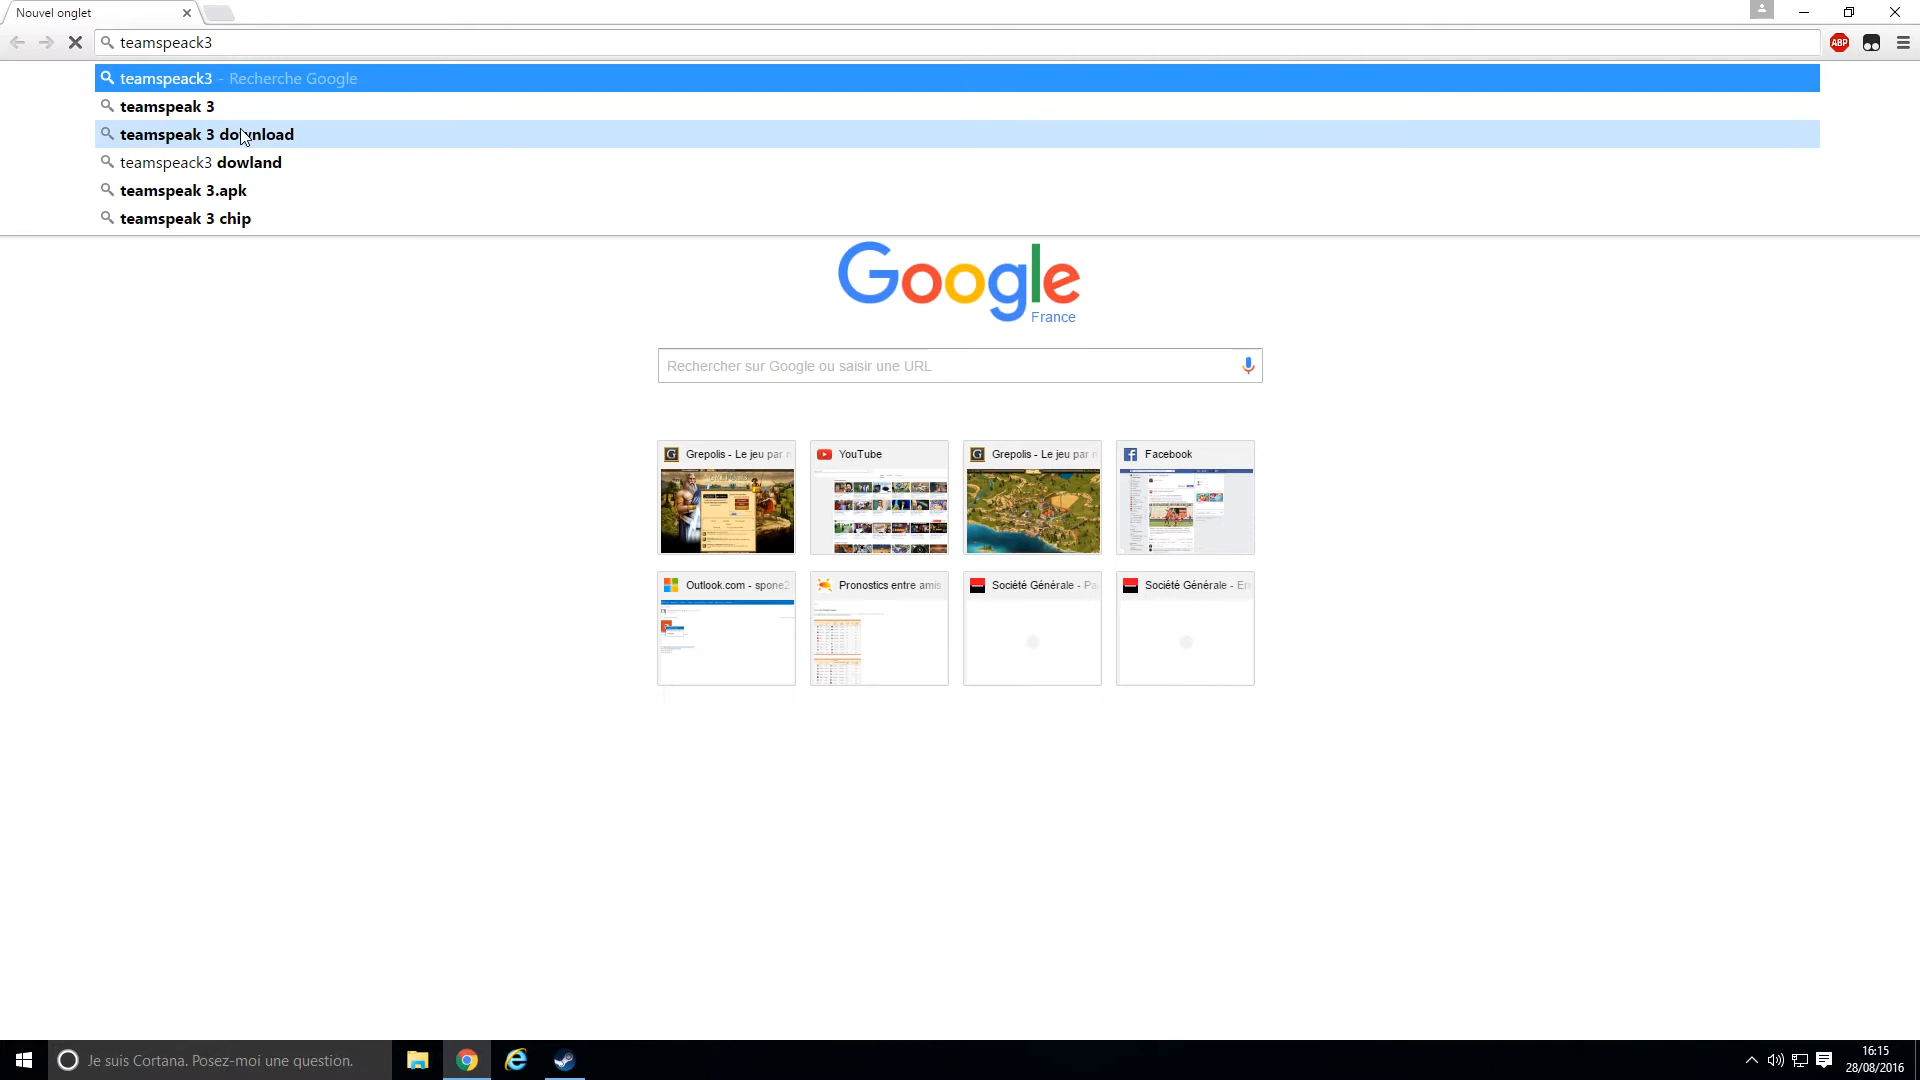 Nouvel onglet
teamspeack3
ABP
teamspeack3 - Recherche Google
teamspeak 3
teamspeak 3 download
teamspeack3 dowland
teamspeak 3.apk
teamspeak 3 chip
Google
France
Rechercher sur Google ou saisir une URL
Grepolis - Le jeu par
YouTube
Grepolis - Le jeu par
Facebook
Outlook.com - spone2
Pronostics entre amis
Société Générale - Pa
Société Générale - En
Je suis Cortana. Posez-moi une question.
16:15
28/08/2016